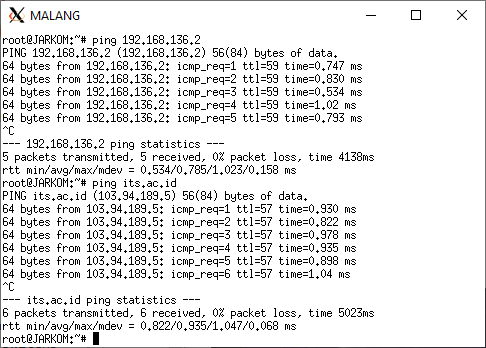 MALANG
root@JARKOM:~# ping 192.168.136.2
PING 192.168.136.2 (192.168.136.2) 56(84) bytes of data.
64 bytes from 192.168.136.2: icmp_req=1 ttl=59 time=0.747 ms
64 bytes from 192.168.136.2: icmp_req=2 ttl=59 time=0.830 ms
64 bytes from 192.168.136.2: icmp_req=3 ttl=59 time=0.534 ms
64 bytes from 192.168.136.2: icmp_req=4 ttl=59 time=1.02 ms
64 bytes from 192.168.136.2: icmp_req=5 ttl=59 time=0.793 ms
^C
--- 192.168.136.2 ping statistics ---
5 packets transmitted, 5 received, 0% packet loss, time 4138ms
rtt min/avg/max/mdev = 0.534/0.785/1.023/0.158 ms
root@JARKOM:~# ping its.ac.id
PING its.ac.id (103.94.189.5) 56(84) bytes of data.
64 bytes from 103.94.189.5: icmp_req=1 ttl=57 time=0.930 ms
64 bytes from 103.94.189.5: icmp_req=2 ttl=57 time=0.822 ms
64 bytes from 103.94.189.5: icmp_req=3 ttl=57 time=0.978 ms
64 bytes from 103.94.189.5: icmp_req=4 ttl=57 time=0.935 ms
64 bytes from 103.94.189.5: icmp_req=5 ttl=57 time=0.898 ms
64 bytes from 103.94.189.5: icmp_req=6 ttl=57 time=1.04 ms
^C
--- its.ac.id ping statistics ---
6 packets transmitted, 6 received, 0% packet loss, time 5023ms
rtt min/avg/max/mdev = 0.822/0.935/1.047/0.068 ms
root@JARKOM:~#